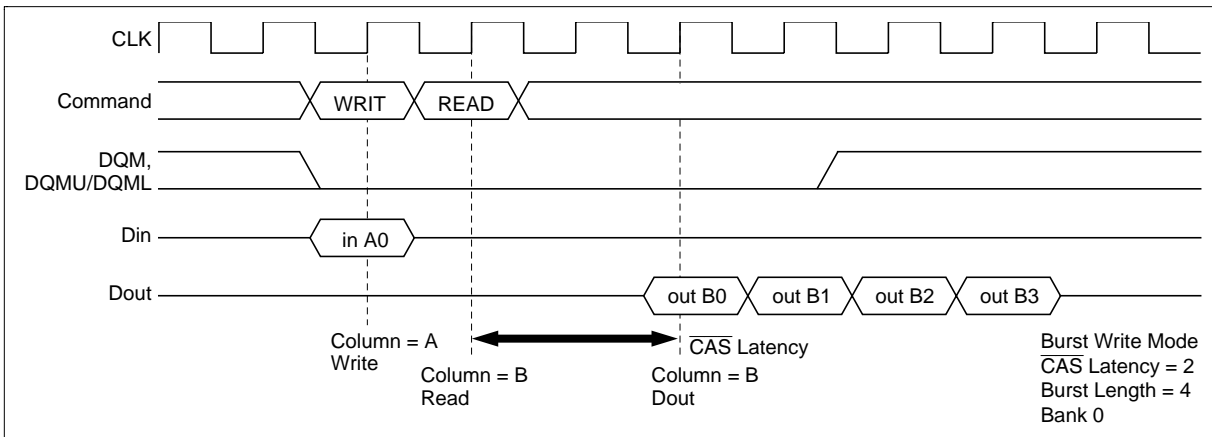 CLK
Command
WRIT
READ
DQM,
DQMU/DQML
Din
in A0
Dout
out B0
out B1
out B2
out B3
Column = A
Write
Column = B
Read
CAS Latency
Column = B
Dout
Burst Write Mode
CAS Latency = 2
Burst Length = 4
Bank 0